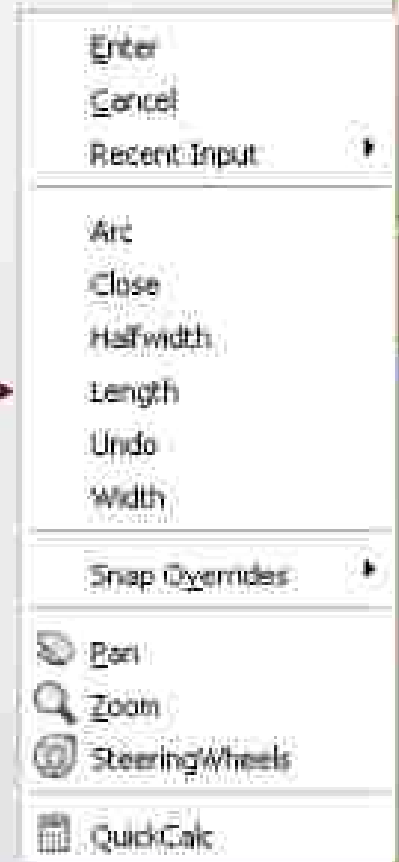 Enter
Cancel
Recent Input
Arc
Close
Halfwidth
Length
Undo
Width
Snap Overrides
Pan
Zoom
SteeringWheels
QuickCalc